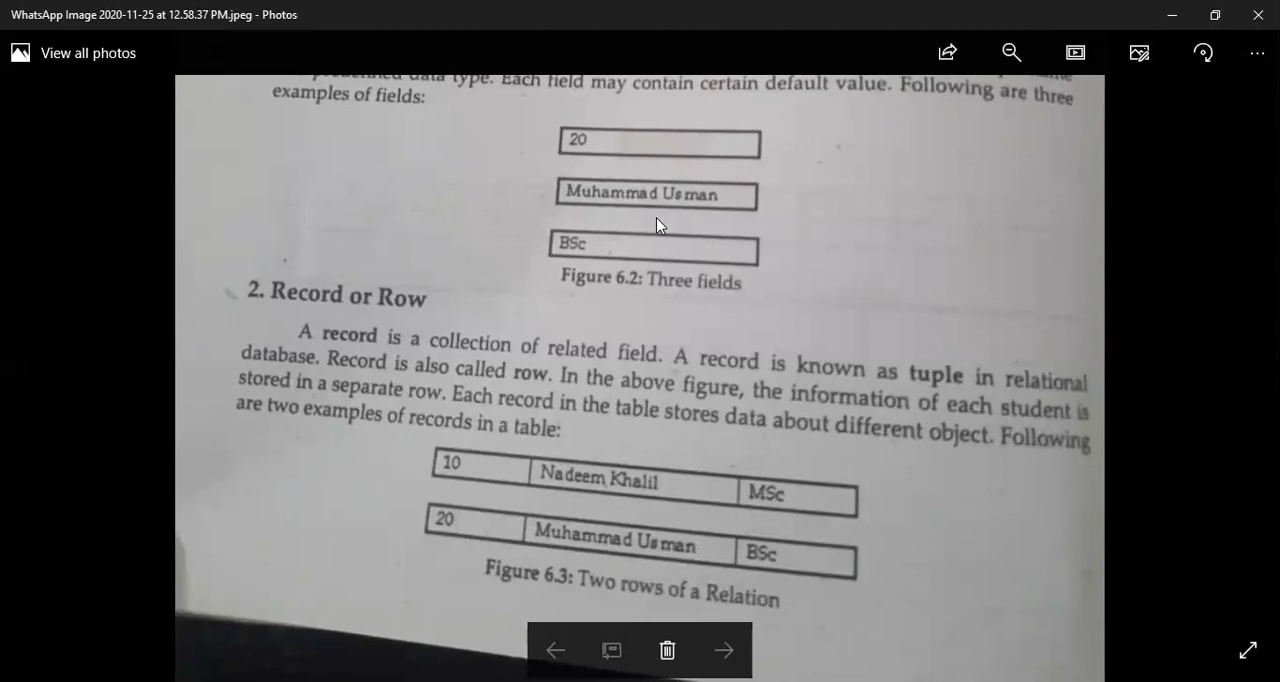 WhatsApp Image 2020-11-25 at 12.58.37 PM.jpeg - Photos
View all photos
data type. Each field may contain certain default value. Following are three
examples of fields:
20
Muhammad Usman
BSc
Figure 6.2: Three fields
2. Record or Row
A record is a collection of related field. A record is known as tuple in relational
database. Record is also called row. In the above figure, the information of each student is
stored in a separate row. Each record in the table stores data about different object. Following
are two examples of records in a table:
10 Nadeem Khalil MSc
20 Muhammad Usman BSc
Figure 6.3: Two rows of a Relation